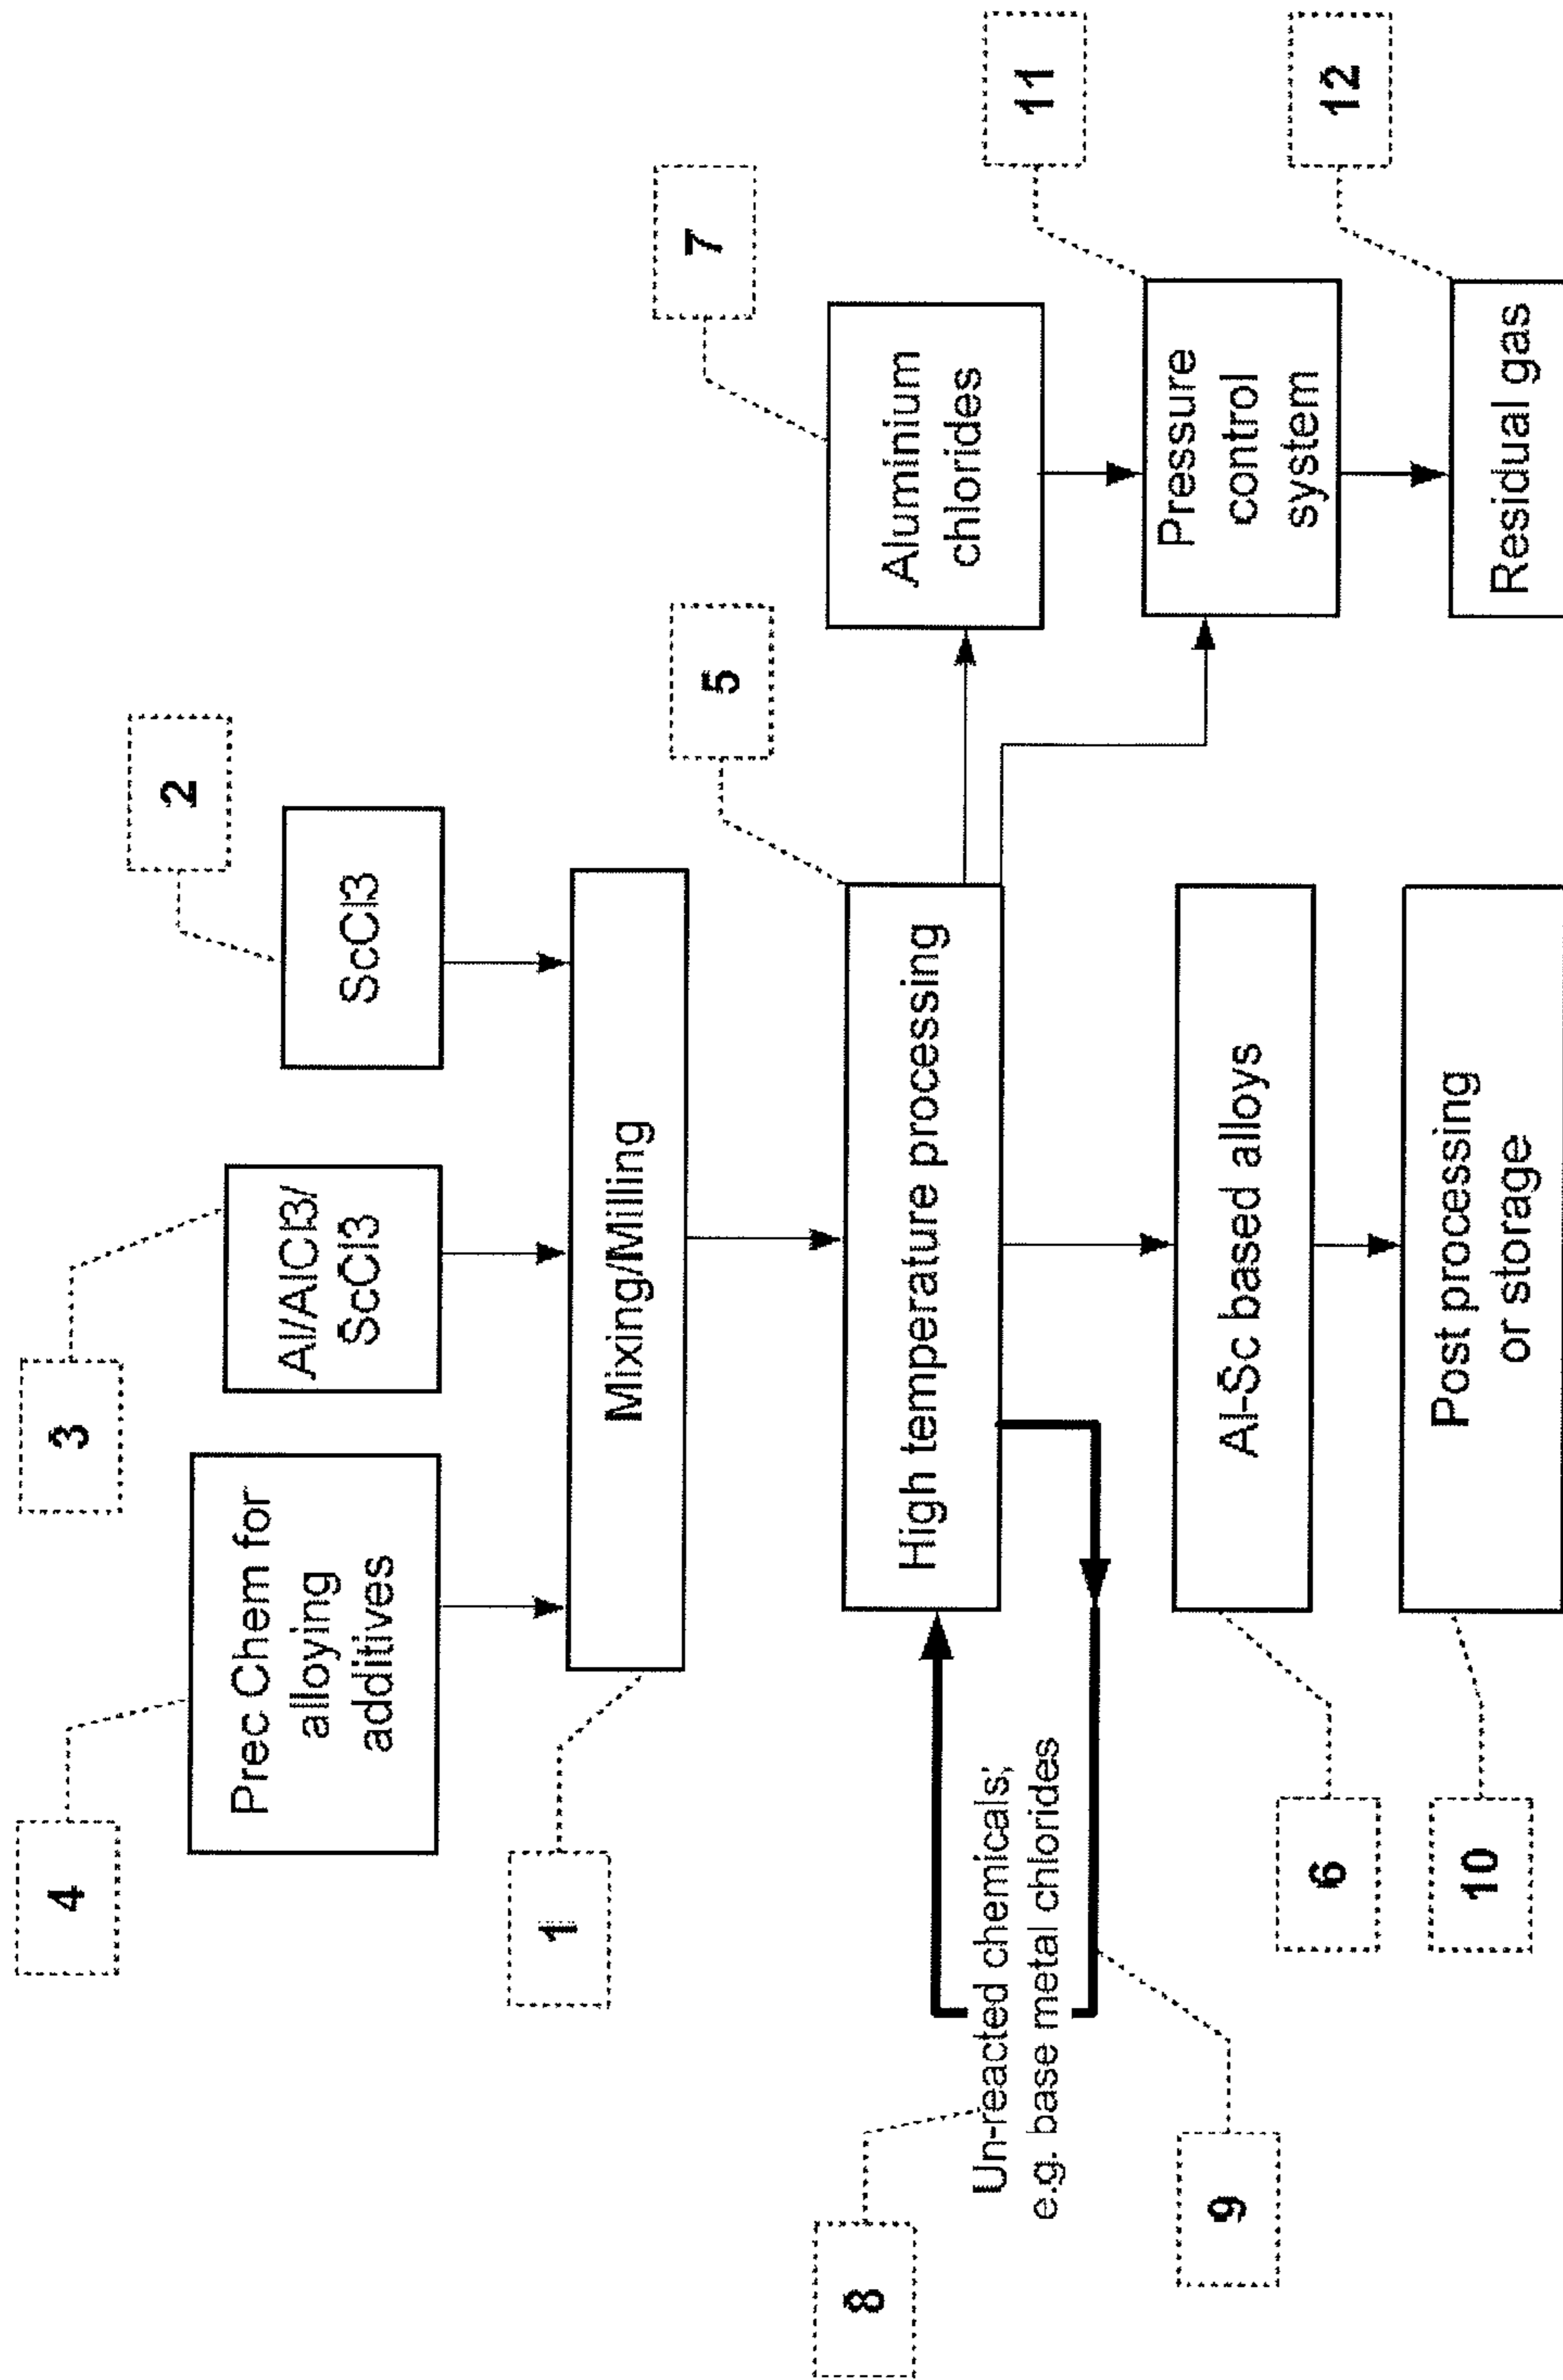 4
3
2
Prec Chem for
alloying
additives
Al/AlCl3/
ScCl3
ScCl3
1
Mixing/Milling
5
7
High temperature processing
Aluminium
chlorides
8
Un-reacted chemicals;
e.g. base metal chlorides
9
11
Pressure
control
system
6
Al-Sc based alloys
12
Residual gas
10
Post processing
or storage